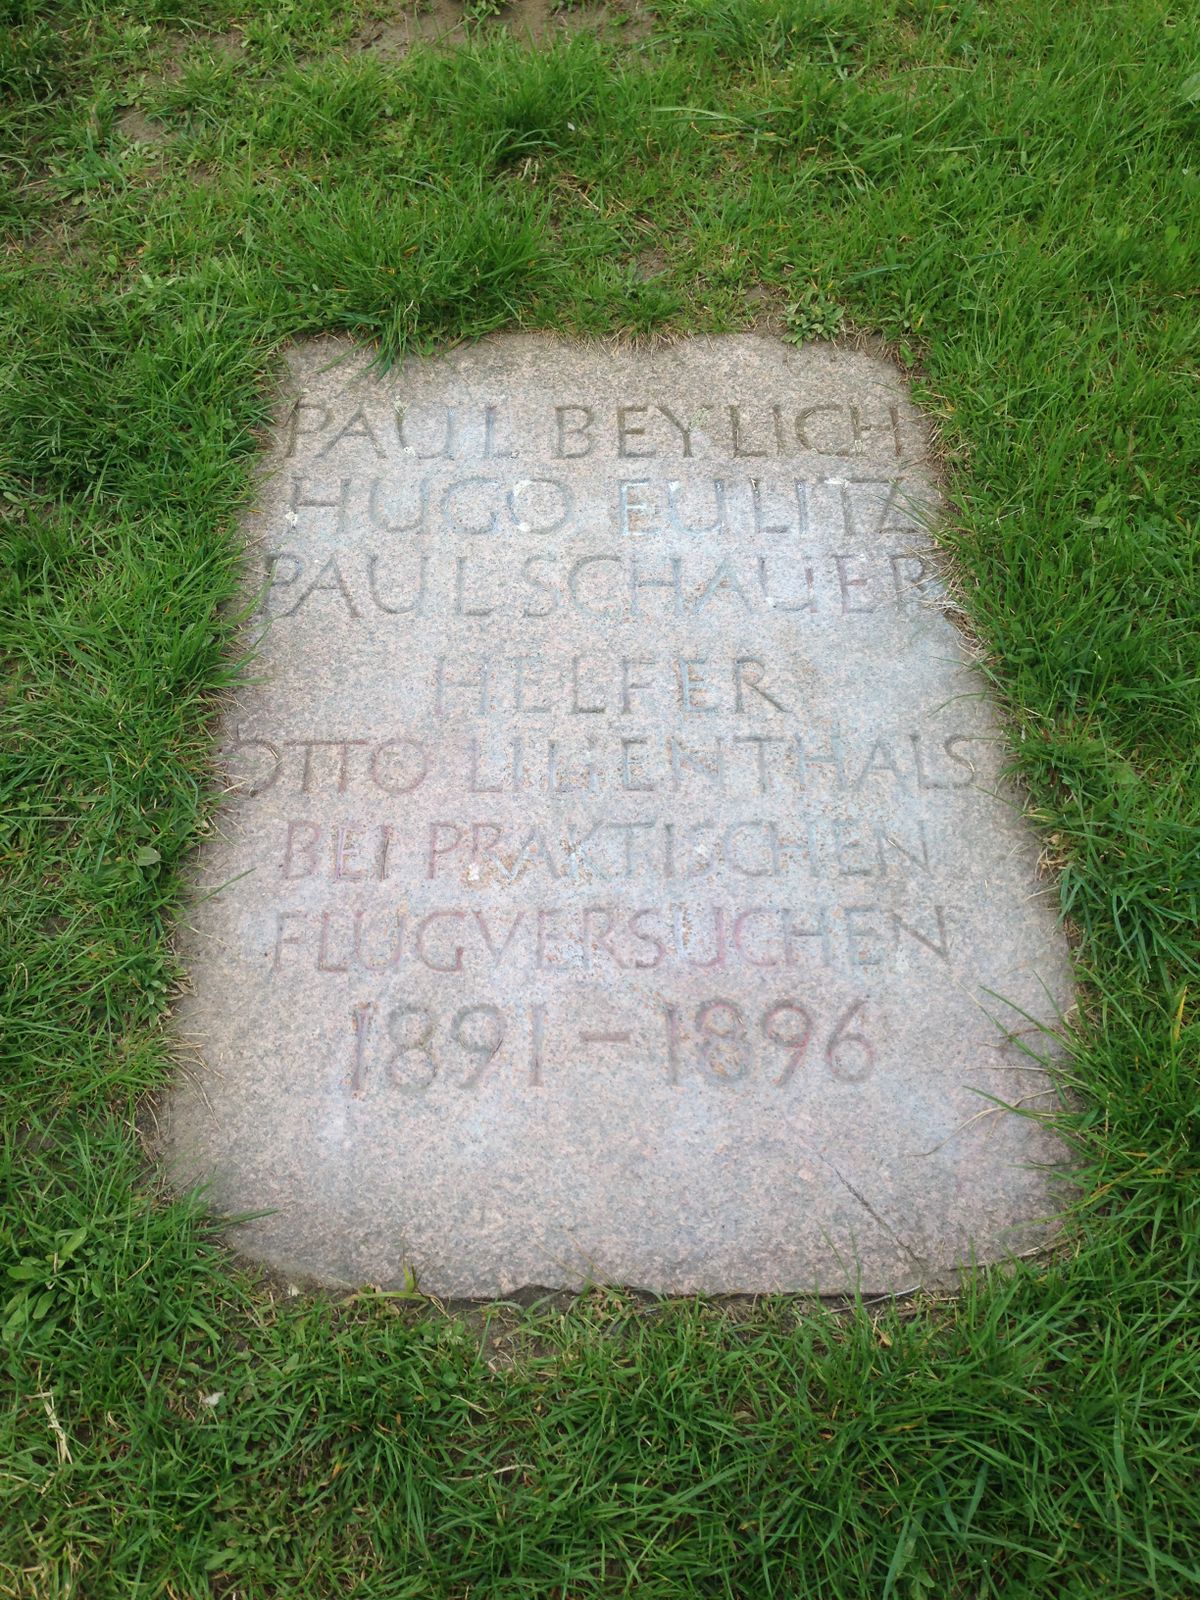 PAUL BEYLICH
HUGO EULITZ
PAUL SCHAUER
HELFER
OTTO LILIENTHALS
BEI PRAKTISCHEN
FLUGVERSUCHEN
1891-1896